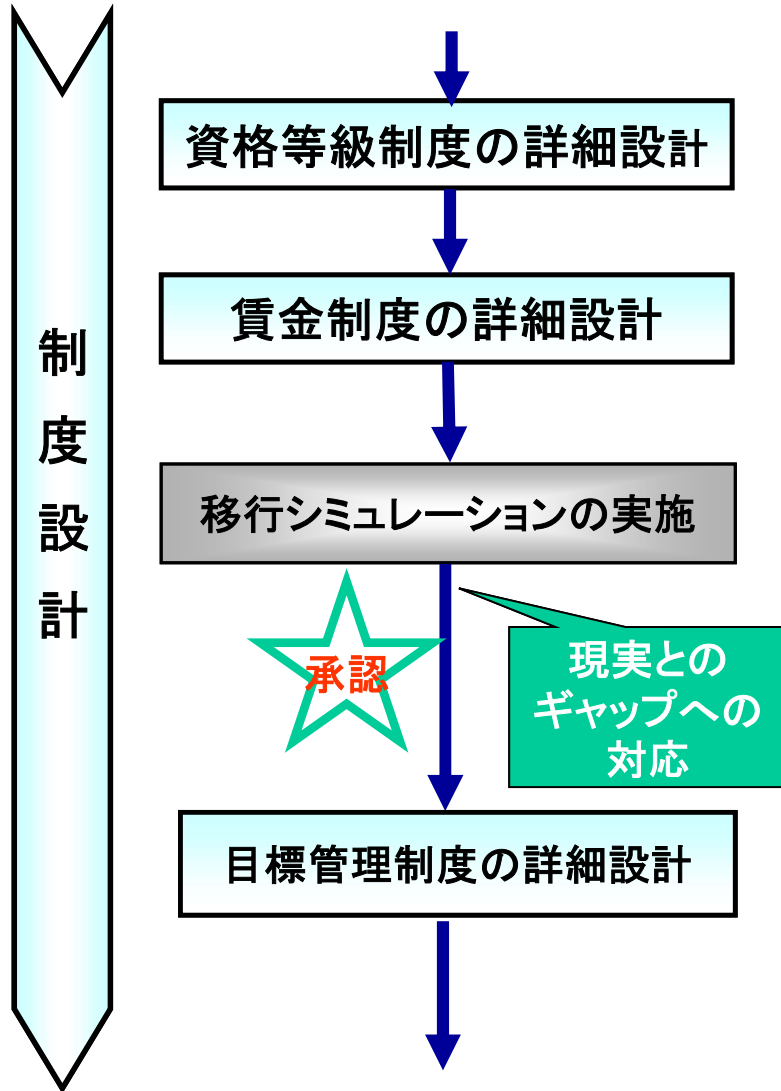 制度設計
資格等級制度の詳細設計
賃金制度の詳細設計
移行シミュレーションの実施
承認
現実との
ギャップへの
対応
目標管理制度の詳細設計